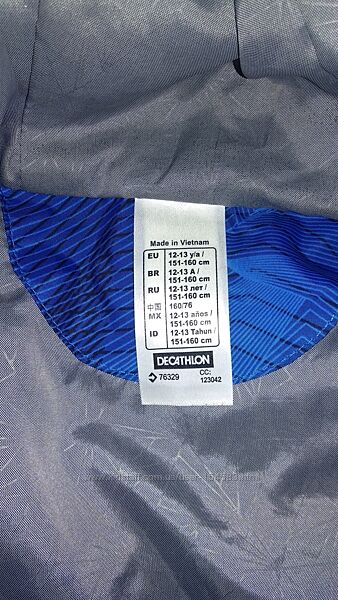 Made in Vietnam
EU 12-13 y/a /
151-160 cm
BR 12-13 A /
151-160 cm
RU 12-13 лет /
151-160 cm
中国 160/76
MX 12-13 años /
151-160 cm
ID 12-13 Tahun /
151-160 cm
DECATHLON
76329 CC:
123042